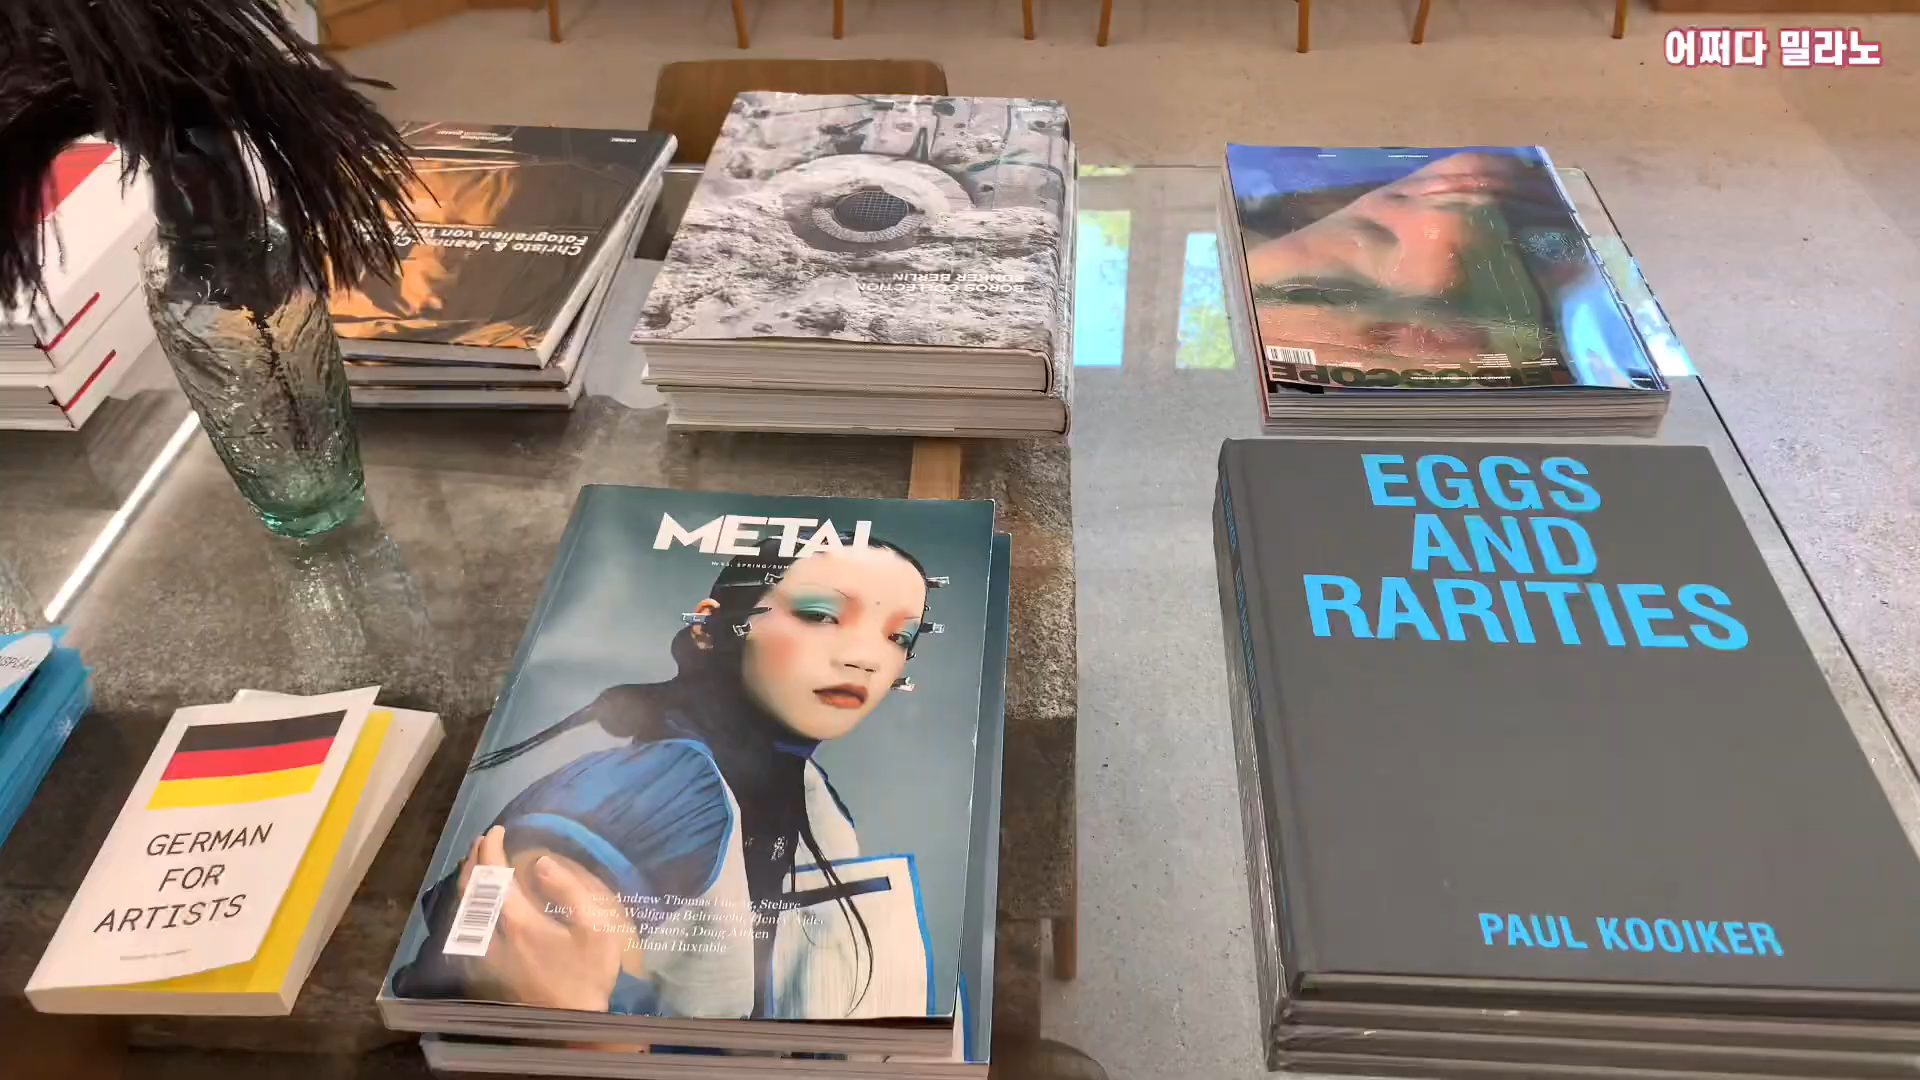 어쩌다 밀라노
Christo & Jeanne-Cl
Fotografien von W
BOROS COLLECTION
BUNKER BERLIN
EGGS
AND
RARITIES
PAUL KOOIKER
METAL
SPRING/SUM
Andrew Thomas Huang, Stelarc
Lucy Wolfgang Beltracchi, Henry Alder
Charlie Parsons, Doug Aitken
Juliana Huxtable
GERMAN
FOR
ARTISTS